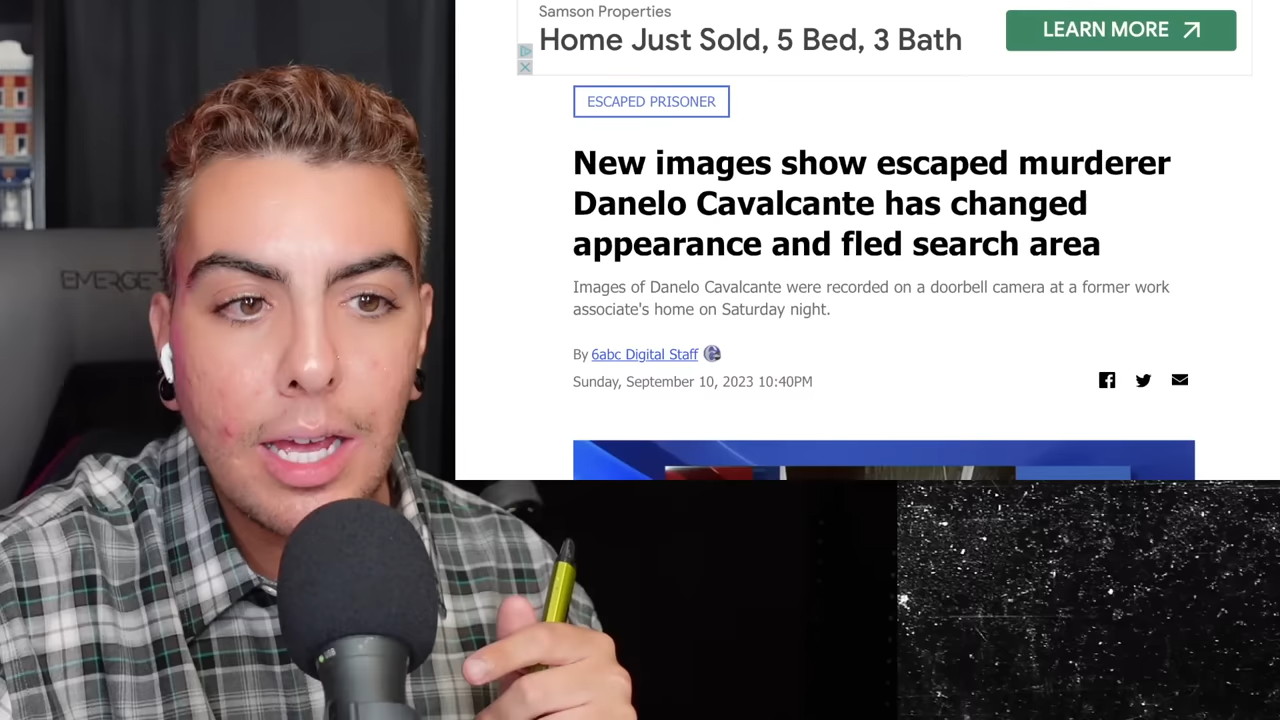 Samson Properties
Home Just Sold, 5 Bed, 3 Bath
LEARN MORE
ESCAPED PRISONER
New images show escaped murderer
Danelo Cavalcante has changed
appearance and fled search area
Images of Danelo Cavalcante were recorded on a doorbell camera at a former work
associate's home on Saturday night.
By 6abc Digital Staff
Sunday, September 10, 2023 10:40PM
EMERGE